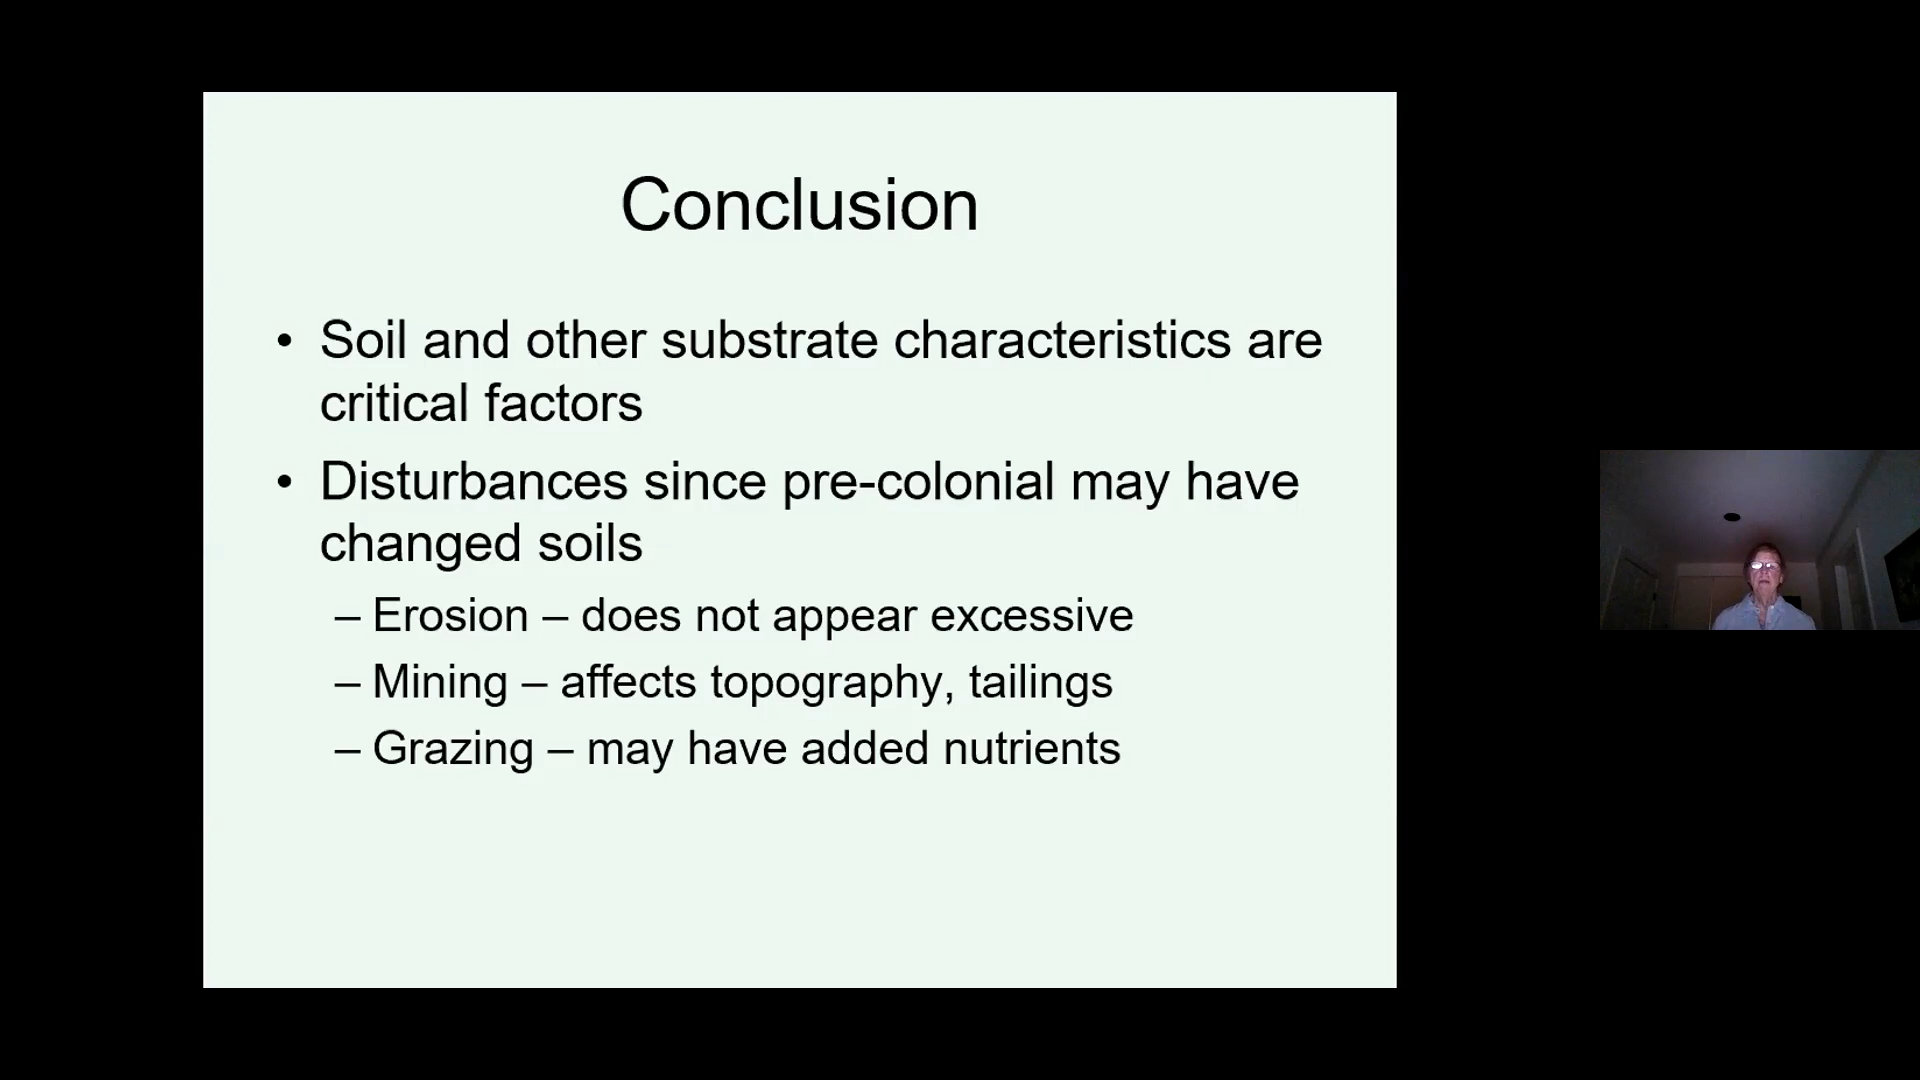 Conclusion
• Soil and other substrate characteristics are
critical factors
• Disturbances since pre-colonial may have
changed soils
– Erosion – does not appear excessive
– Mining – affects topography, tailings
– Grazing – may have added nutrients